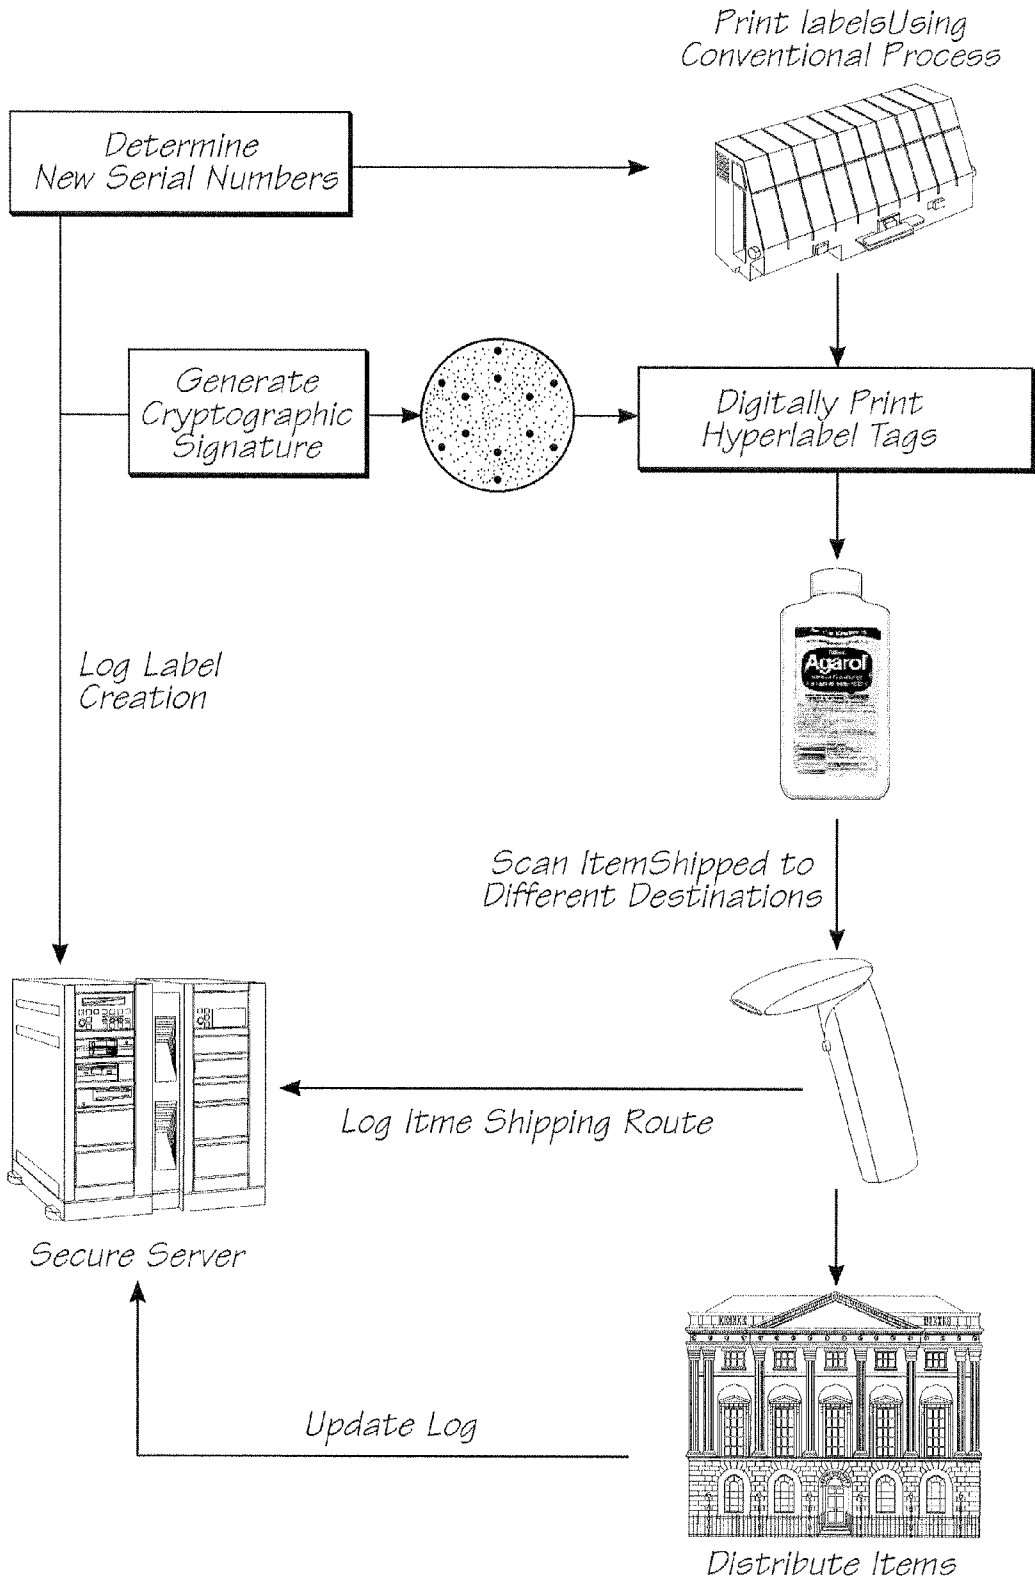 Print labelsUsing
Conventional Process
Determine
New Serial Numbers
Generate
Cryptographic
Signature
Digitally Print
Hyperlabel Tags
Agarol
Log Label
Creation
Scan ItemShipped to
Different Destinations
Log Itme Shipping Route
Secure Server
Update Log
Distribute Items